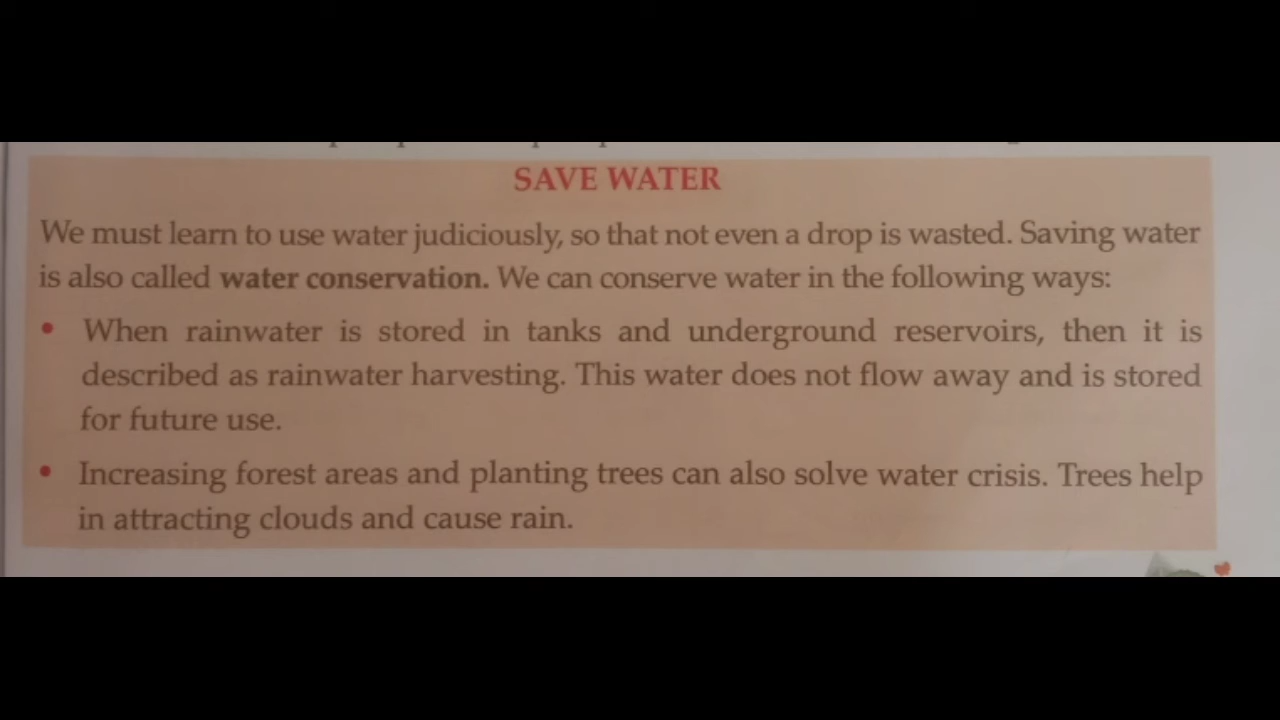 SAVE WATER
We must learn to use water judiciously, so that not even a drop is wasted. Saving water
is also called water conservation. We can conserve water in the following ways:
• When rainwater is stored in tanks and underground reservoirs, then it is
described as rainwater harvesting. This water does not flow away and is stored
for future use.
• Increasing forest areas and planting trees can also solve water crisis. Trees help
in attracting clouds and cause rain.